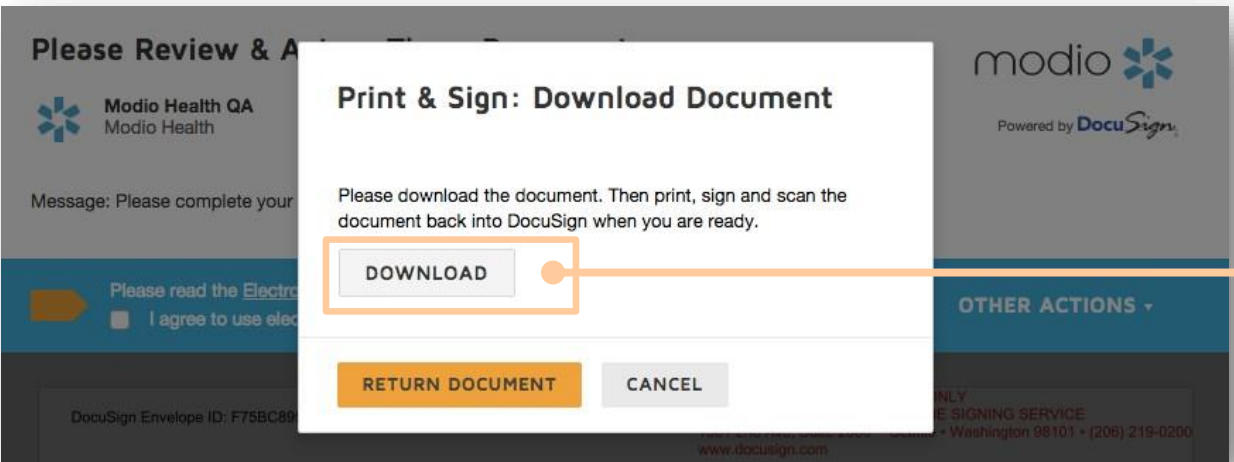 Please Review & A
Modio Health QA
Modio Health
Message: Please complete your
modio
Powered by DocuSign
Print & Sign: Download Document
Please download the document. Then print, sign and scan the
document back into DocuSign when you are ready.
DOWNLOAD
RETURN DOCUMENT
CANCEL
Please read the Electro
I agree to use elec
OTHER ACTIONS
DocuSign Envelope ID: F75BC89
NLY
E SIGNING SERVICE
Washington 98101 • (206) 219-0200
www.docusign.com